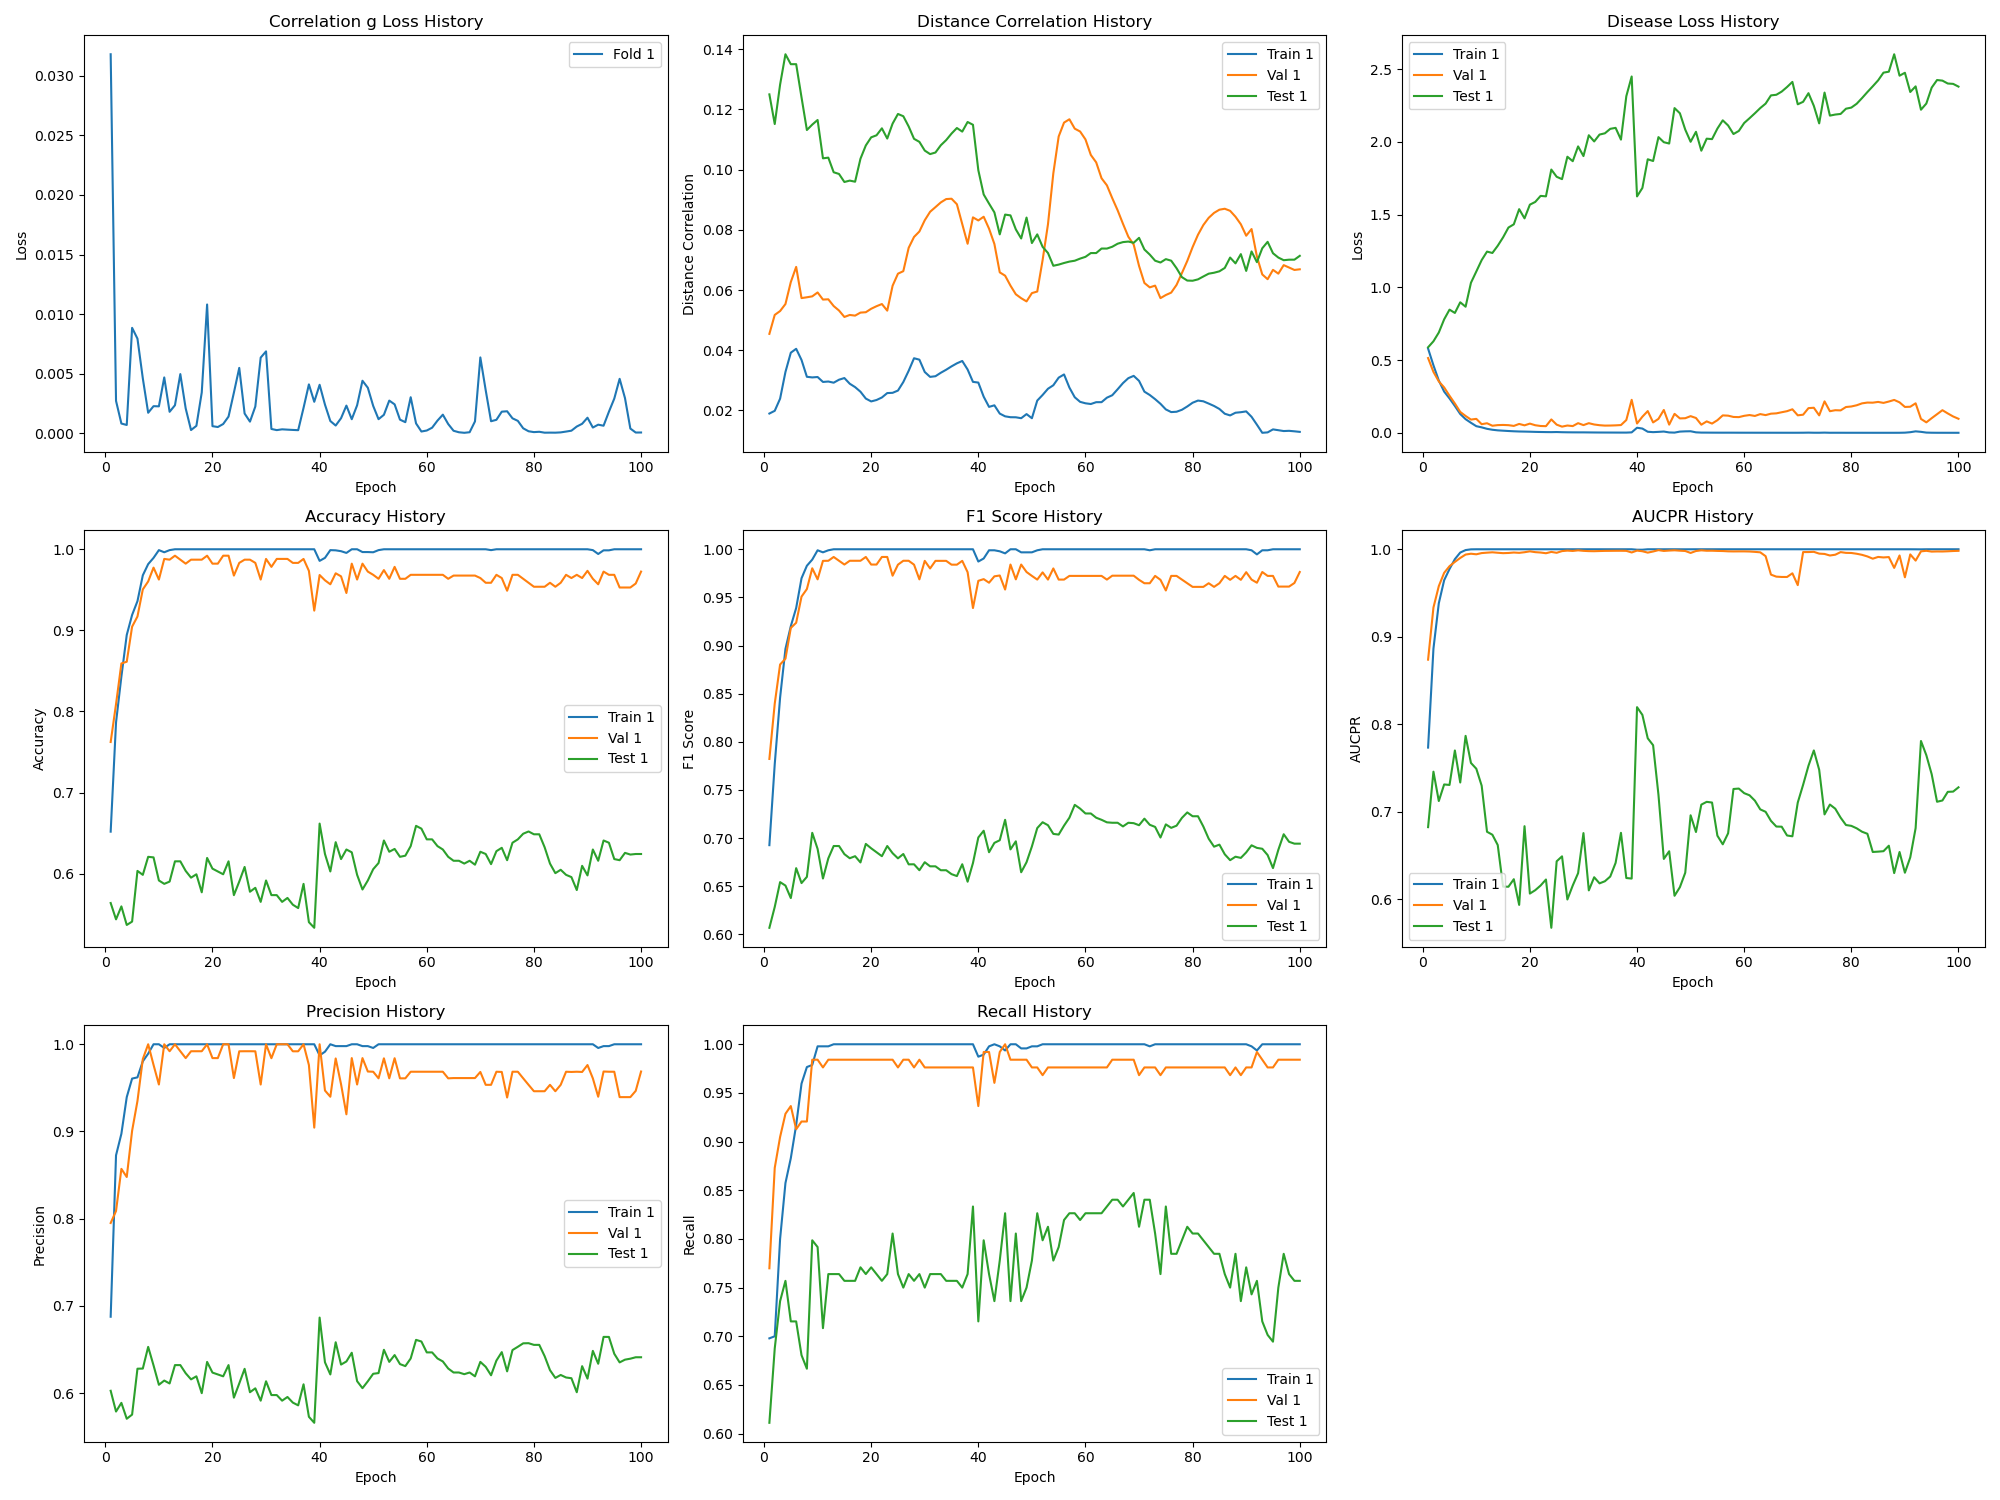 Correlation g Loss History
Loss
0.030
0.025
0.020
0.015
0.010
0.005
0.000
0 20 40 60 80 100
Epoch
Fold 1
Distance Correlation History
Distance Correlation
0.14
0.12
0.10
0.08
0.06
0.04
0.02
0 20 40 60 80 100
Epoch
Train 1
Val 1
Test 1
Disease Loss History
Loss
2.5
2.0
1.5
1.0
0.5
0.0
0 20 40 60 80 100
Epoch
Train 1
Val 1
Test 1
Accuracy History
Accuracy
1.0
0.9
0.8
0.7
0.6
0 20 40 60 80 100
Epoch
Train 1
Val 1
Test 1
F1 Score History
F1 Score
1.00
0.95
0.90
0.85
0.80
0.75
0.70
0.65
0.60
0 20 40 60 80 100
Epoch
Train 1
Val 1
Test 1
AUCPR History
AUCPR
1.0
0.9
0.8
0.7
0.6
0 20 40 60 80 100
Epoch
Train 1
Val 1
Test 1
Precision History
Precision
1.0
0.9
0.8
0.7
0.6
0 20 40 60 80 100
Epoch
Train 1
Val 1
Test 1
Recall History
Recall
1.00
0.95
0.90
0.85
0.80
0.75
0.70
0.65
0.60
0 20 40 60 80 100
Epoch
Train 1
Val 1
Test 1